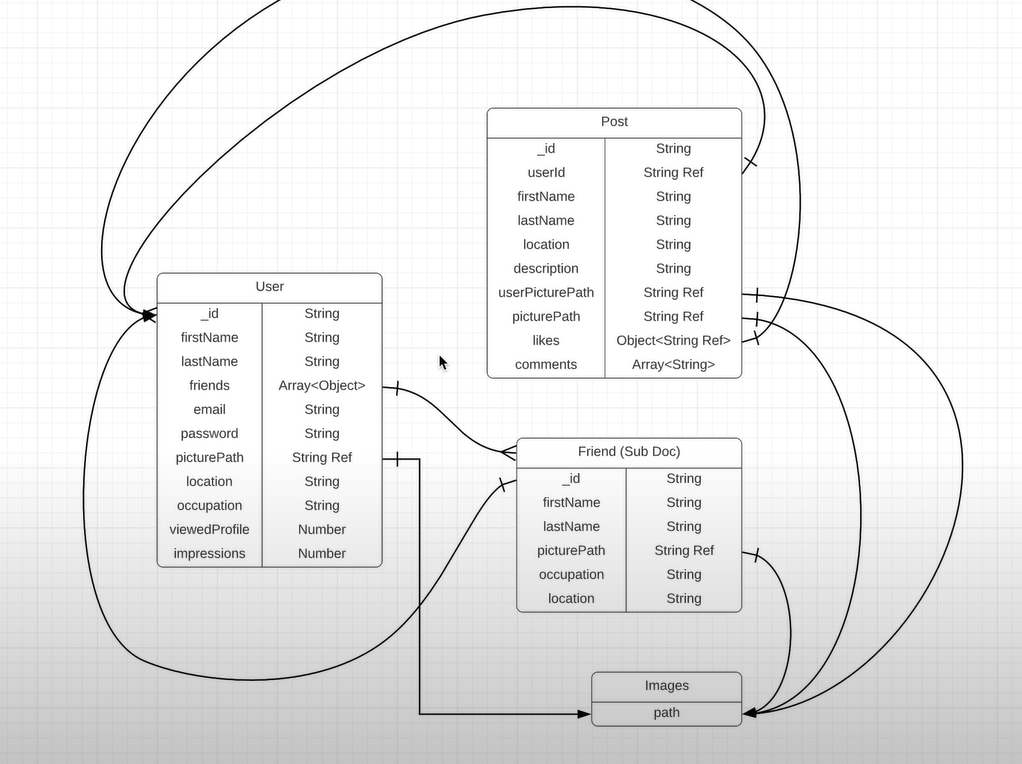 Post
_id String
userId String Ref
firstName String
lastName String
location String
description String
userPicturePath String Ref
picturePath String Ref
likes Object<String Ref>
comments Array<String>
User
_id String
firstName String
lastName String
friends Array<Object>
email String
password String
picturePath String Ref
location String
occupation String
viewedProfile Number
impressions Number
Friend (Sub Doc)
_id String
firstName String
lastName String
picturePath String Ref
occupation String
location String
Images
path